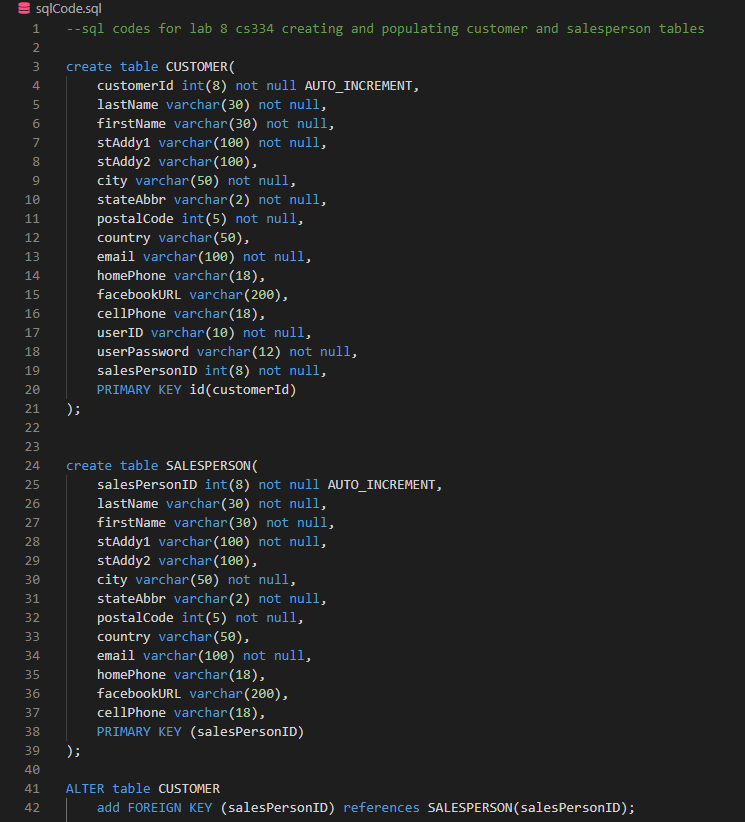 sqlCode.sql
1 --sql codes for lab 8 cs334 creating and populating customer and salesperson tables
2
3 create table CUSTOMER(
4 customerId int(8) not null AUTO_INCREMENT,
5 lastName varchar(30) not null,
6 firstName varchar(30) not null,
7 stAddy1 varchar(100) not null,
8 stAddy2 varchar(100),
9 city varchar(50) not null,
10 stateAbbr varchar(2) not null,
11 postalCode int(5) not null,
12 country varchar(50),
13 email varchar(100) not null,
14 homePhone varchar(18),
15 facebookURL varchar(200),
16 cellPhone varchar(18),
17 userID varchar(10) not null,
18 userPassword varchar(12) not null,
19 salesPersonID int(8) not null,
20 PRIMARY KEY id(customerId)
21 );
22
23
24 create table SALESPERSON(
25 salesPersonID int(8) not null AUTO_INCREMENT,
26 lastName varchar(30) not null,
27 firstName varchar(30) not null,
28 stAddy1 varchar(100) not null,
29 stAddy2 varchar(100),
30 city varchar(50) not null,
31 stateAbbr varchar(2) not null,
32 postalCode int(5) not null,
33 country varchar(50),
34 email varchar(100) not null,
35 homePhone varchar(18),
36 facebookURL varchar(200),
37 cellPhone varchar(18),
38 PRIMARY KEY (salesPersonID)
39 );
40
41 ALTER table CUSTOMER
42 add FOREIGN KEY (salesPersonID) references SALESPERSON(salesPersonID);